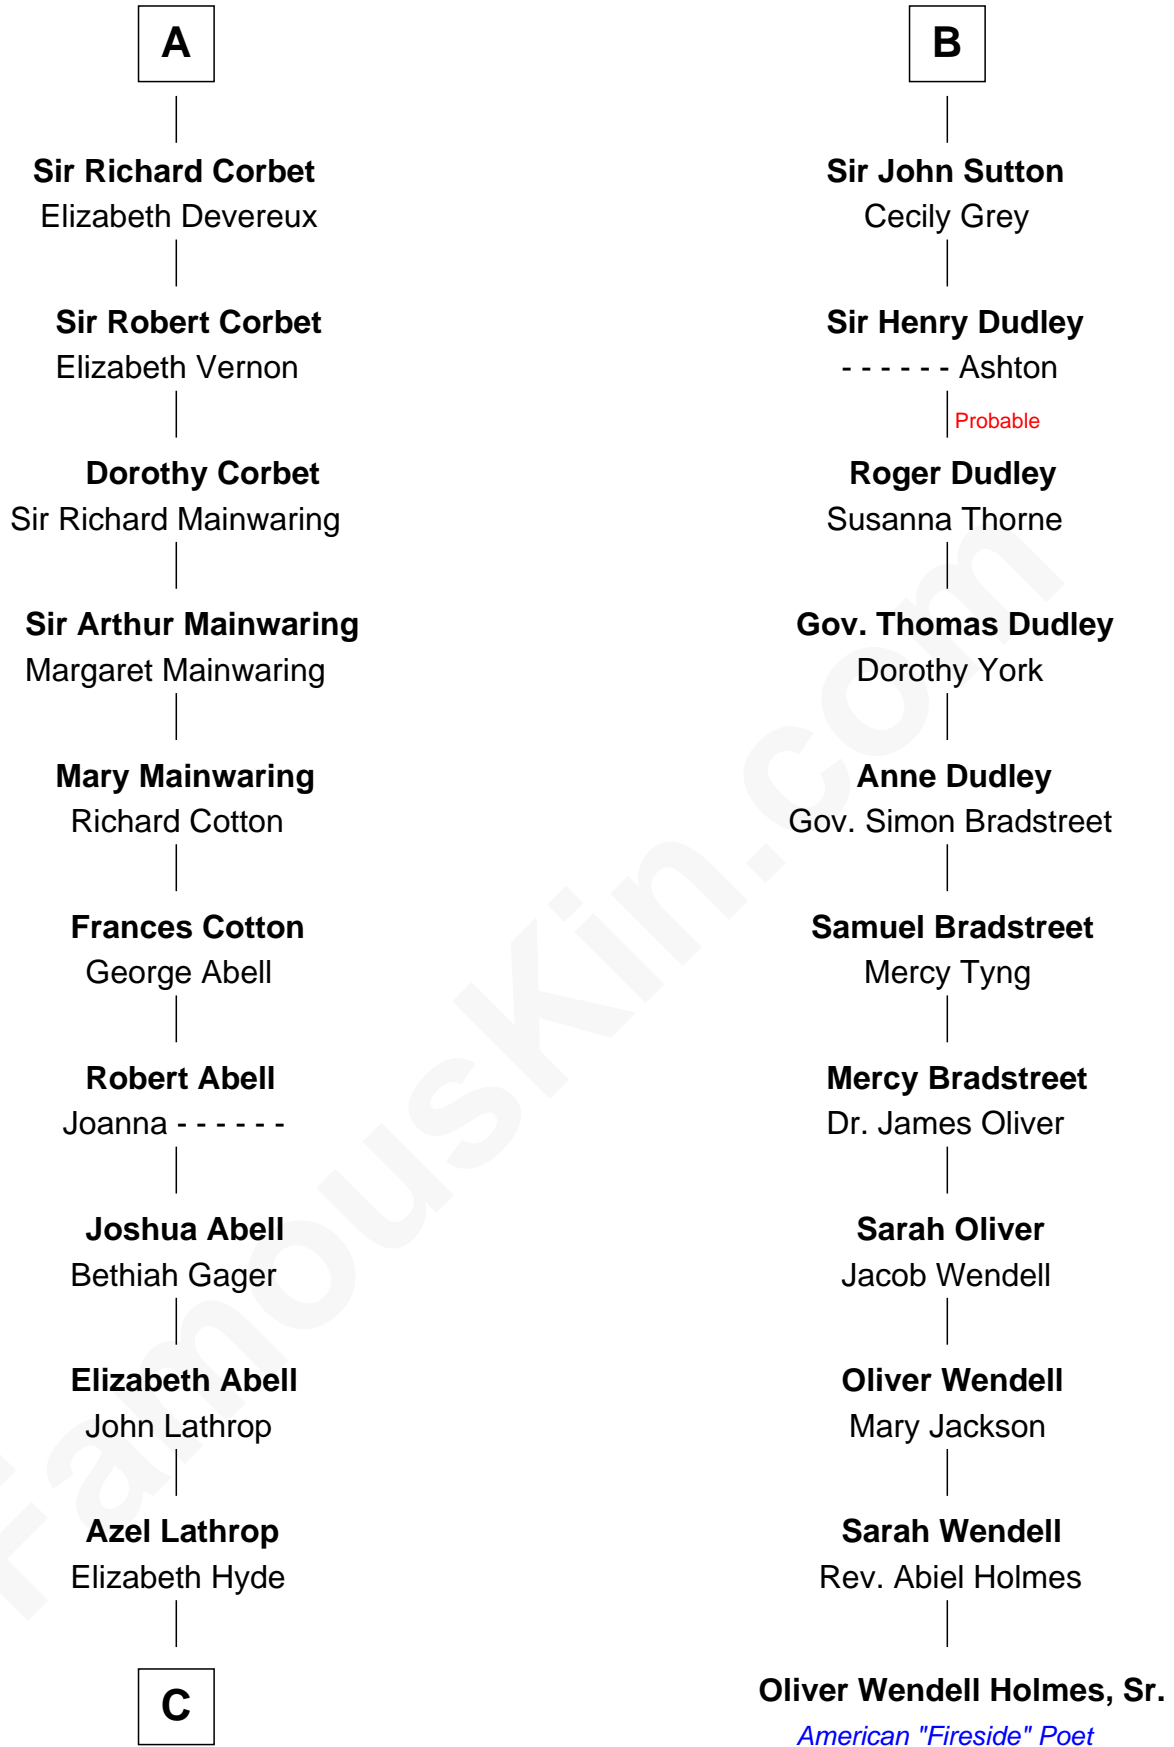 A
Sir Richard Corbet
Elizabeth Devereux
Sir Robert Corbet
Elizabeth Vernon
Dorothy Corbet
Sir Richard Mainwaring
Sir Arthur Mainwaring
Margaret Mainwaring
Mary Mainwaring
Richard Cotton
Frances Cotton
George Abell
Robert Abell
Joanna - - - - - -
Joshua Abell
Bethiah Gager
Elizabeth Abell
John Lathrop
Azel Lathrop
Elizabeth Hyde
C
B
Sir John Sutton
Cecily Grey
Sir Henry Dudley
- - - - - - Ashton
Probable
Roger Dudley
Susanna Thorne
Gov. Thomas Dudley
Dorothy York
Anne Dudley
Gov. Simon Bradstreet
Samuel Bradstreet
Mercy Tyng
Mercy Bradstreet
Dr. James Oliver
Sarah Oliver
Jacob Wendell
Oliver Wendell
Mary Jackson
Sarah Wendell
Rev. Abiel Holmes
Oliver Wendell Holmes, Sr.
American "Fireside" Poet
FamousKin.com